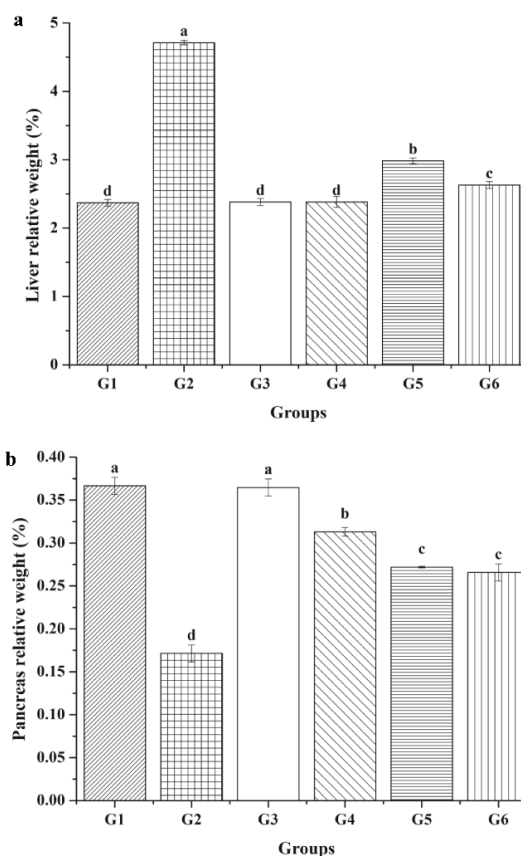 a
Liver relative weight (%)
5
4
3
2
1
0
d
a
d
d
b
c
G1 G2 G3 G4 G5 G6
Groups
b
Pancreas relative weight (%)
0.40
0.35
0.30
0.25
0.20
0.15
0.10
0.05
0.00
a
d
a
b
c
c
G1 G2 G3 G4 G5 G6
Groups